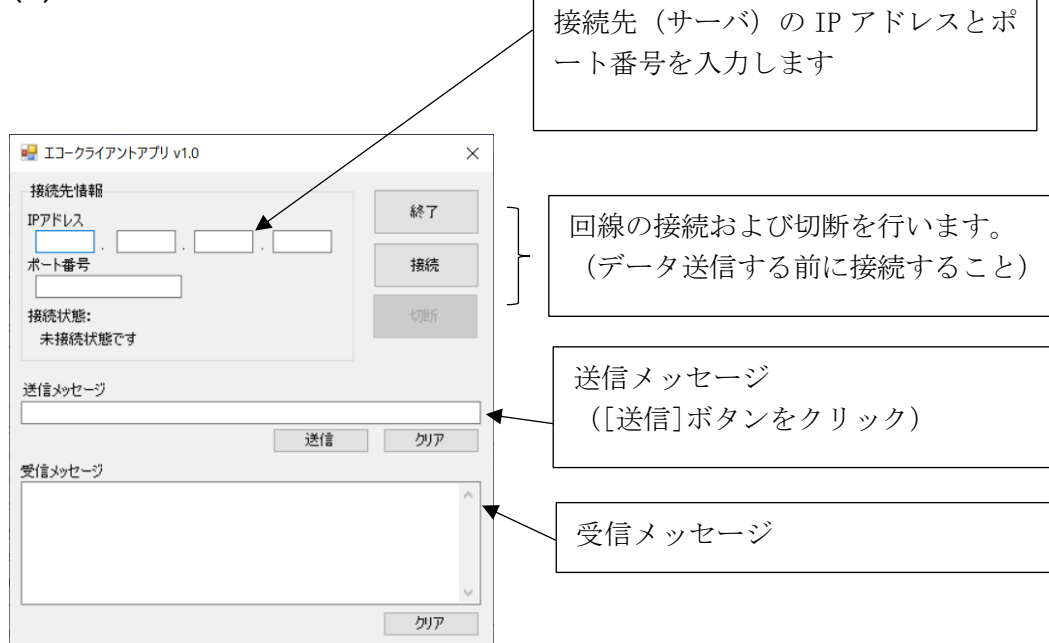 接続先（サーバ）の IP アドレスとポ
ート番号を入力します
エコークライアントアプリ v1.0
接続先情報
IPアドレス
. . .
ポート番号
接続状態:
未接続状態です
終了
接続
切断
回線の接続および切断を行います。
（データ送信する前に接続すること）
送信メッセージ
送信
クリア
送信メッセージ
（[送信]ボタンをクリック）
受信メッセージ
クリア
受信メッセージ